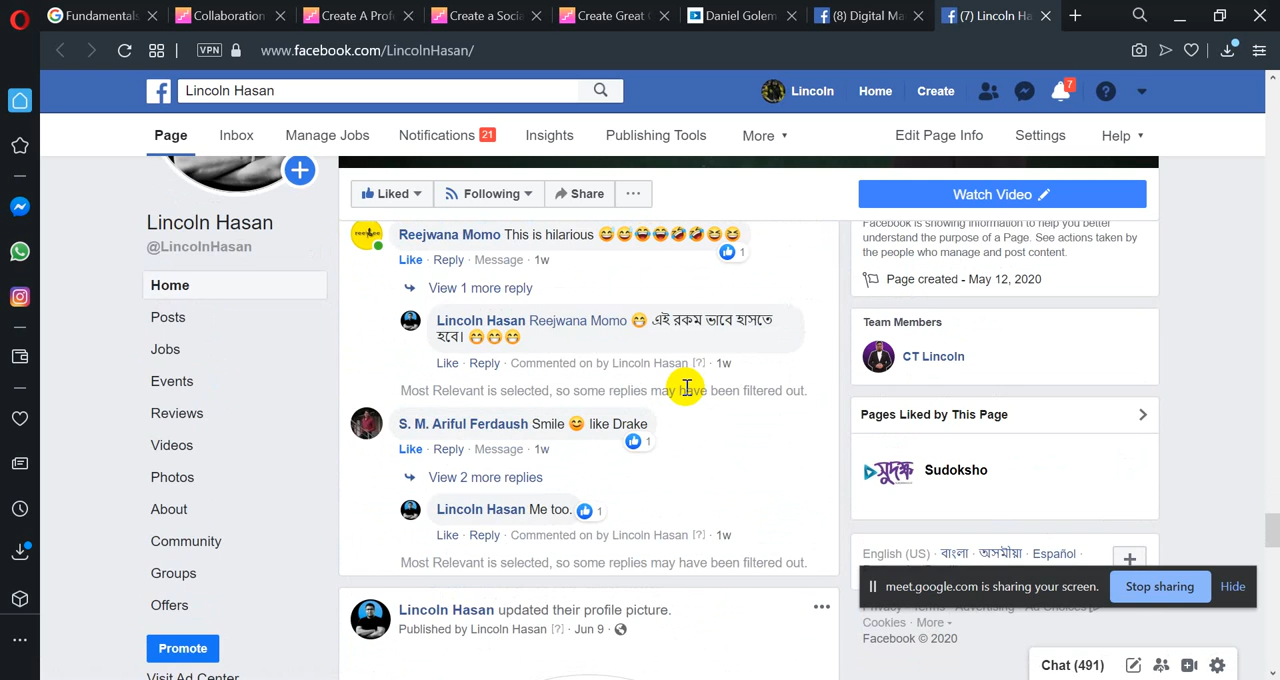 Fundamentals
Collaboration
Create A Prof
Create a Socia
Create Great C
Daniel Golem
(8) Digital Ma
(7) Lincoln Ha
VPN
www.facebook.com/LincolnHasan/
Lincoln Hasan
Lincoln
Home
Create
7
Page
Inbox
Manage Jobs
Notifications 21
Insights
Publishing Tools
More
Edit Page Info
Settings
Help
Liked
Following
Share
Watch Video
Lincoln Hasan
@LincolnHasan
Home
Posts
Jobs
Events
Reviews
Videos
Photos
About
Community
Groups
Offers
Promote
Visit Ad Center
Reejwana Momo This is hilarious 😅😄😂😂🤣🤣😆😂
1
Like · Reply · Message · 1w
View 1 more reply
Lincoln Hasan Reejwana Momo 😁 এই রকম ভাবে হাসতে
হবে। 😁😁😁
Like · Reply · Commented on by Lincoln Hasan [?] · 1w
Most Relevant is selected, so some replies may have been filtered out.
S. M. Ariful Ferdaush Smile 😊 like Drake
1
Like · Reply · Message · 1w
View 2 more replies
Lincoln Hasan Me too.
1
Like · Reply · Commented on by Lincoln Hasan [?] · 1w
Most Relevant is selected, so some replies may have been filtered out.
Lincoln Hasan updated their profile picture.
Published by Lincoln Hasan [?] · Jun 9 ·
Facebook is showing information to help you better
understand the purpose of a Page. See actions taken by
the people who manage and post content.
Page created - May 12, 2020
Team Members
CT Lincoln
Pages Liked by This Page
সুদক্ষ
Sudoksho
English (US) · বাংলা · অসমীয়া · Español ·
meet.google.com is sharing your screen.
Stop sharing
Hide
Privacy · Terms · Advertising · Ad Choices
Cookies · More
Facebook © 2020
Chat (491)